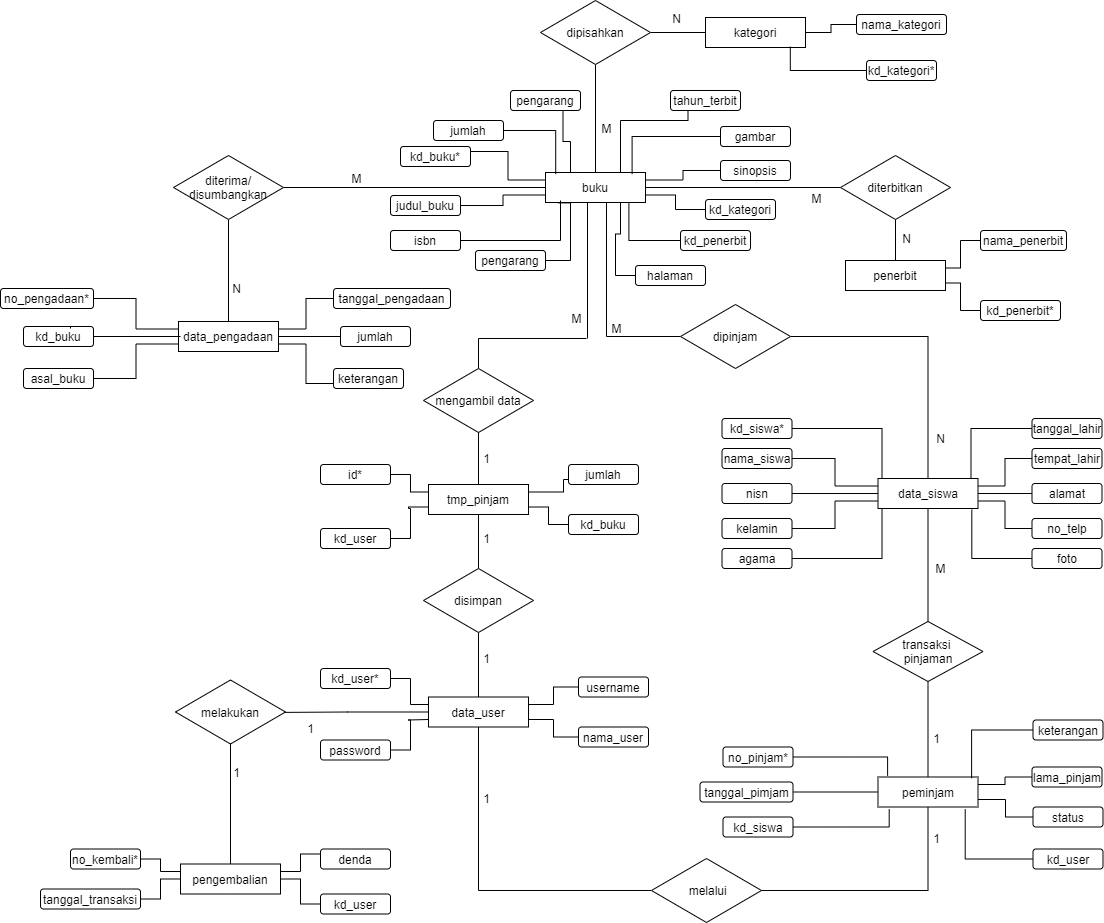 dipisahkan
N
kategori
nama_kategori
kd_kategori*
pengarang
tahun_terbit
jumlah
M
gambar
kd_buku*
sinopsis
diterima/
disumbangkan
M
buku
M
diterbitkan
judul_buku
kd_kategori
isbn
kd_penerbit
N
nama_penerbit
pengarang
halaman
penerbit
N
kd_penerbit*
no_pengadaan*
tanggal_pengadaan
M
M
kd_buku
data_pengadaan
jumlah
dipinjam
asal_buku
keterangan
mengambil data
kd_siswa*
N
tanggal_lahir
1
nama_siswa
tempat_lahir
id*
jumlah
nisn
data_siswa
alamat
tmp_pinjam
kd_user
1
kd_buku
kelamin
no_telp
agama
foto
M
disimpan
transaksi
pinjaman
1
kd_user*
username
melakukan
1
data_user
nama_user
password
keterangan
1
1
no_pinjam*
1
lama_pinjam
tanggal_pimjam
peminjam
kd_siswa
status
1
no_kembali*
denda
kd_user
pengembalian
tanggal_transaksi
kd_user
melalui